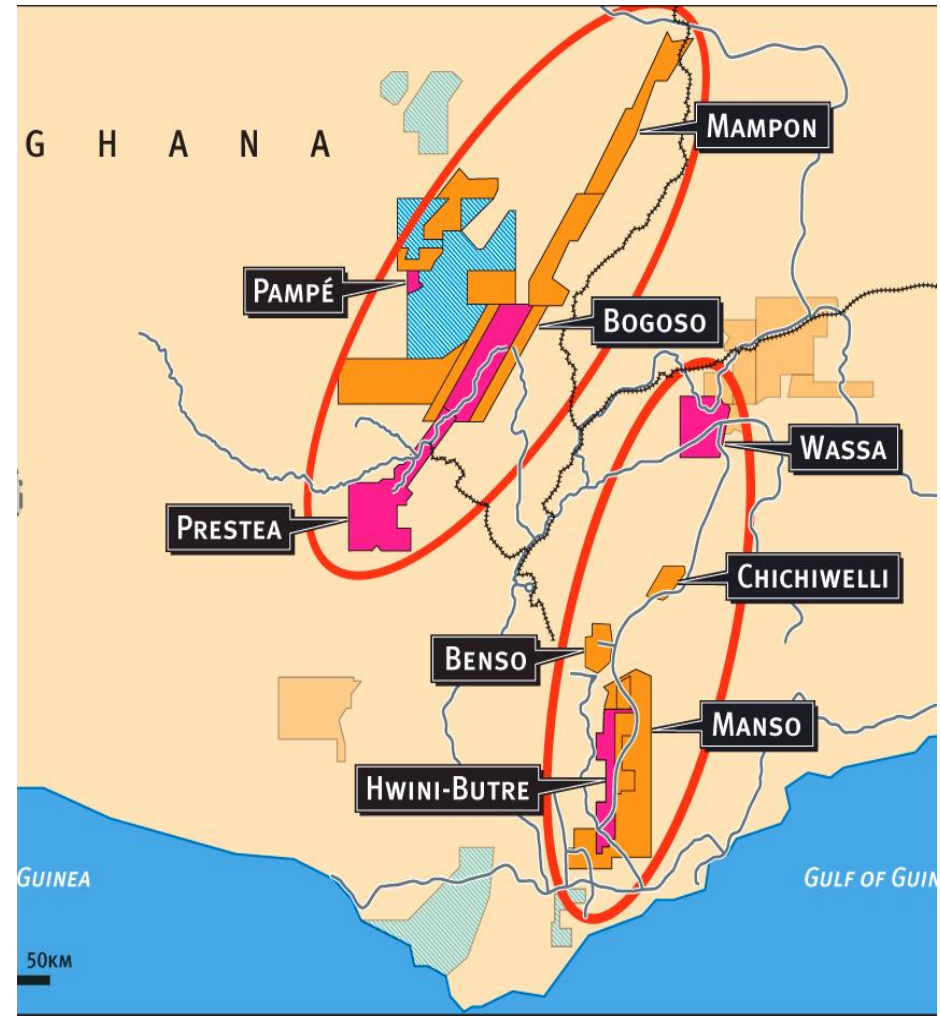 MAMPON
G H A N A
PAMPÉ
BOGOSO
WASSA
PRESTEA
CHICHIWELLI
BENSO
MANSO
HWINI-BUTRE
GUINEA
GULF OF GUIN
50KM